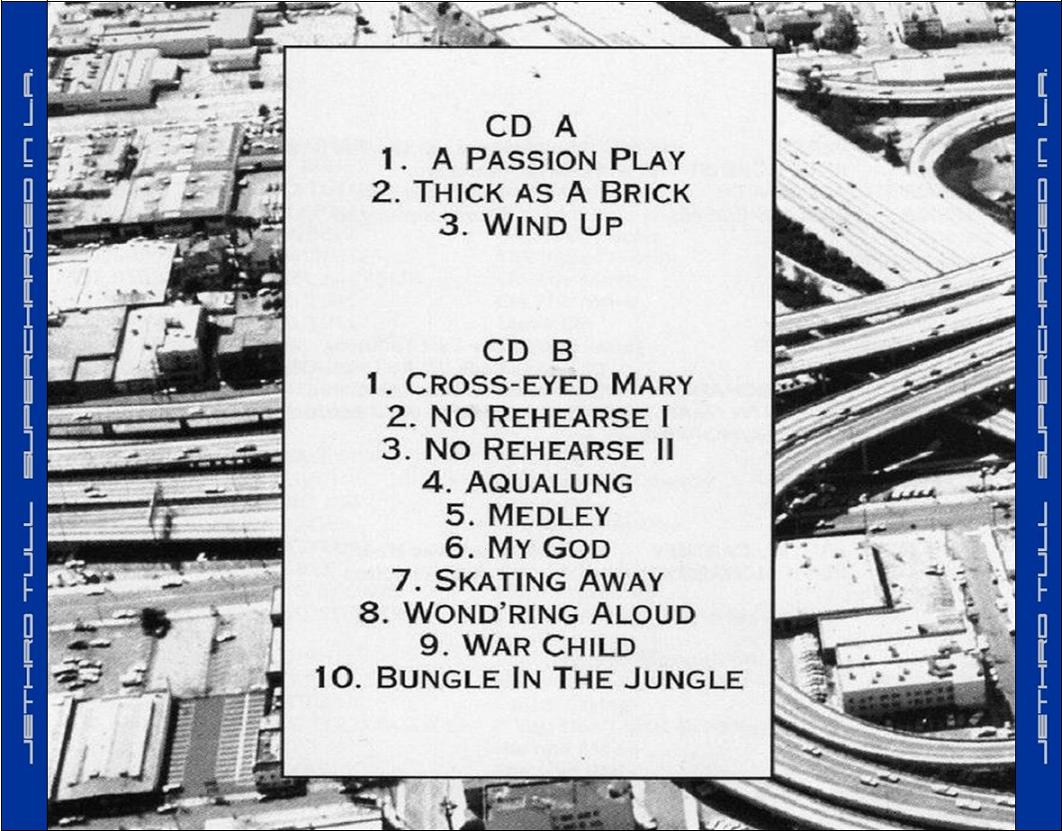 JETHRO TULL SUPERCHARGED IN L.A.
CD A
1. A PASSION PLAY
2. THICK AS A BRICK
3. WIND UP
CD B
1. CROSS-EYED MARY
2. NO REHEARSE I
3. NO REHEARSE II
4. AQUALUNG
5. MEDLEY
6. MY GOD
7. SKATING AWAY
8. WOND'RING ALOUD
9. WAR CHILD
10. BUNGLE IN THE JUNGLE
JETHRO TULL SUPERCHARGED IN L.A.